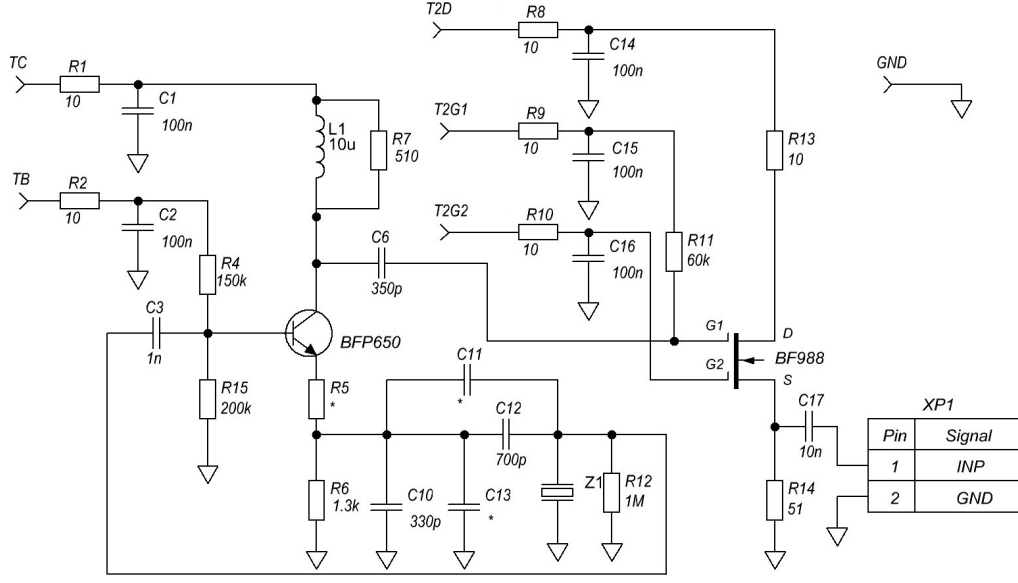 T2D
R8
10
C14
100n
TC
R1
10
C1
100n
GND
T2G1
R9
10
C15
100n
L1
10u
R7
510
R13
10
TB
R2
10
C2
100n
T2G2
R10
10
C16
100n
R11
60k
C6
350p
R4
150k
C3
1n
BFP650
G1
D
G2
BF988
S
C11
*
R5
*
R15
200k
C12
700p
C17
10n
XP1
Pin Signal
1 INP
2 GND
R6
1.3k
C10
330p
C13
*
Z1
R12
1M
R14
51